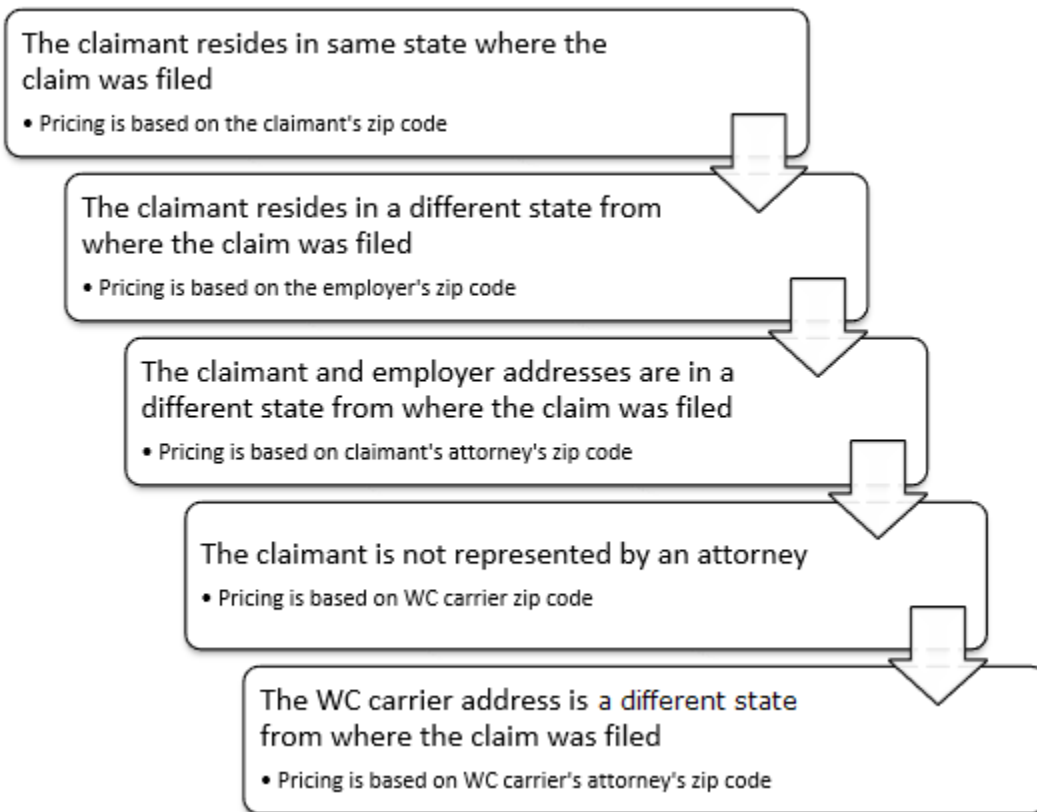 The claimant resides in same state where the
claim was filed
• Pricing is based on the claimant's zip code
The claimant resides in a different state from
where the claim was filed
• Pricing is based on the employer's zip code
The claimant and employer addresses are in a
different state from where the claim was filed
• Pricing is based on claimant's attorney's zip code
The claimant is not represented by an attorney
• Pricing is based on WC carrier zip code
The WC carrier address is a different state
from where the claim was filed
• Pricing is based on WC carrier's attorney's zip code